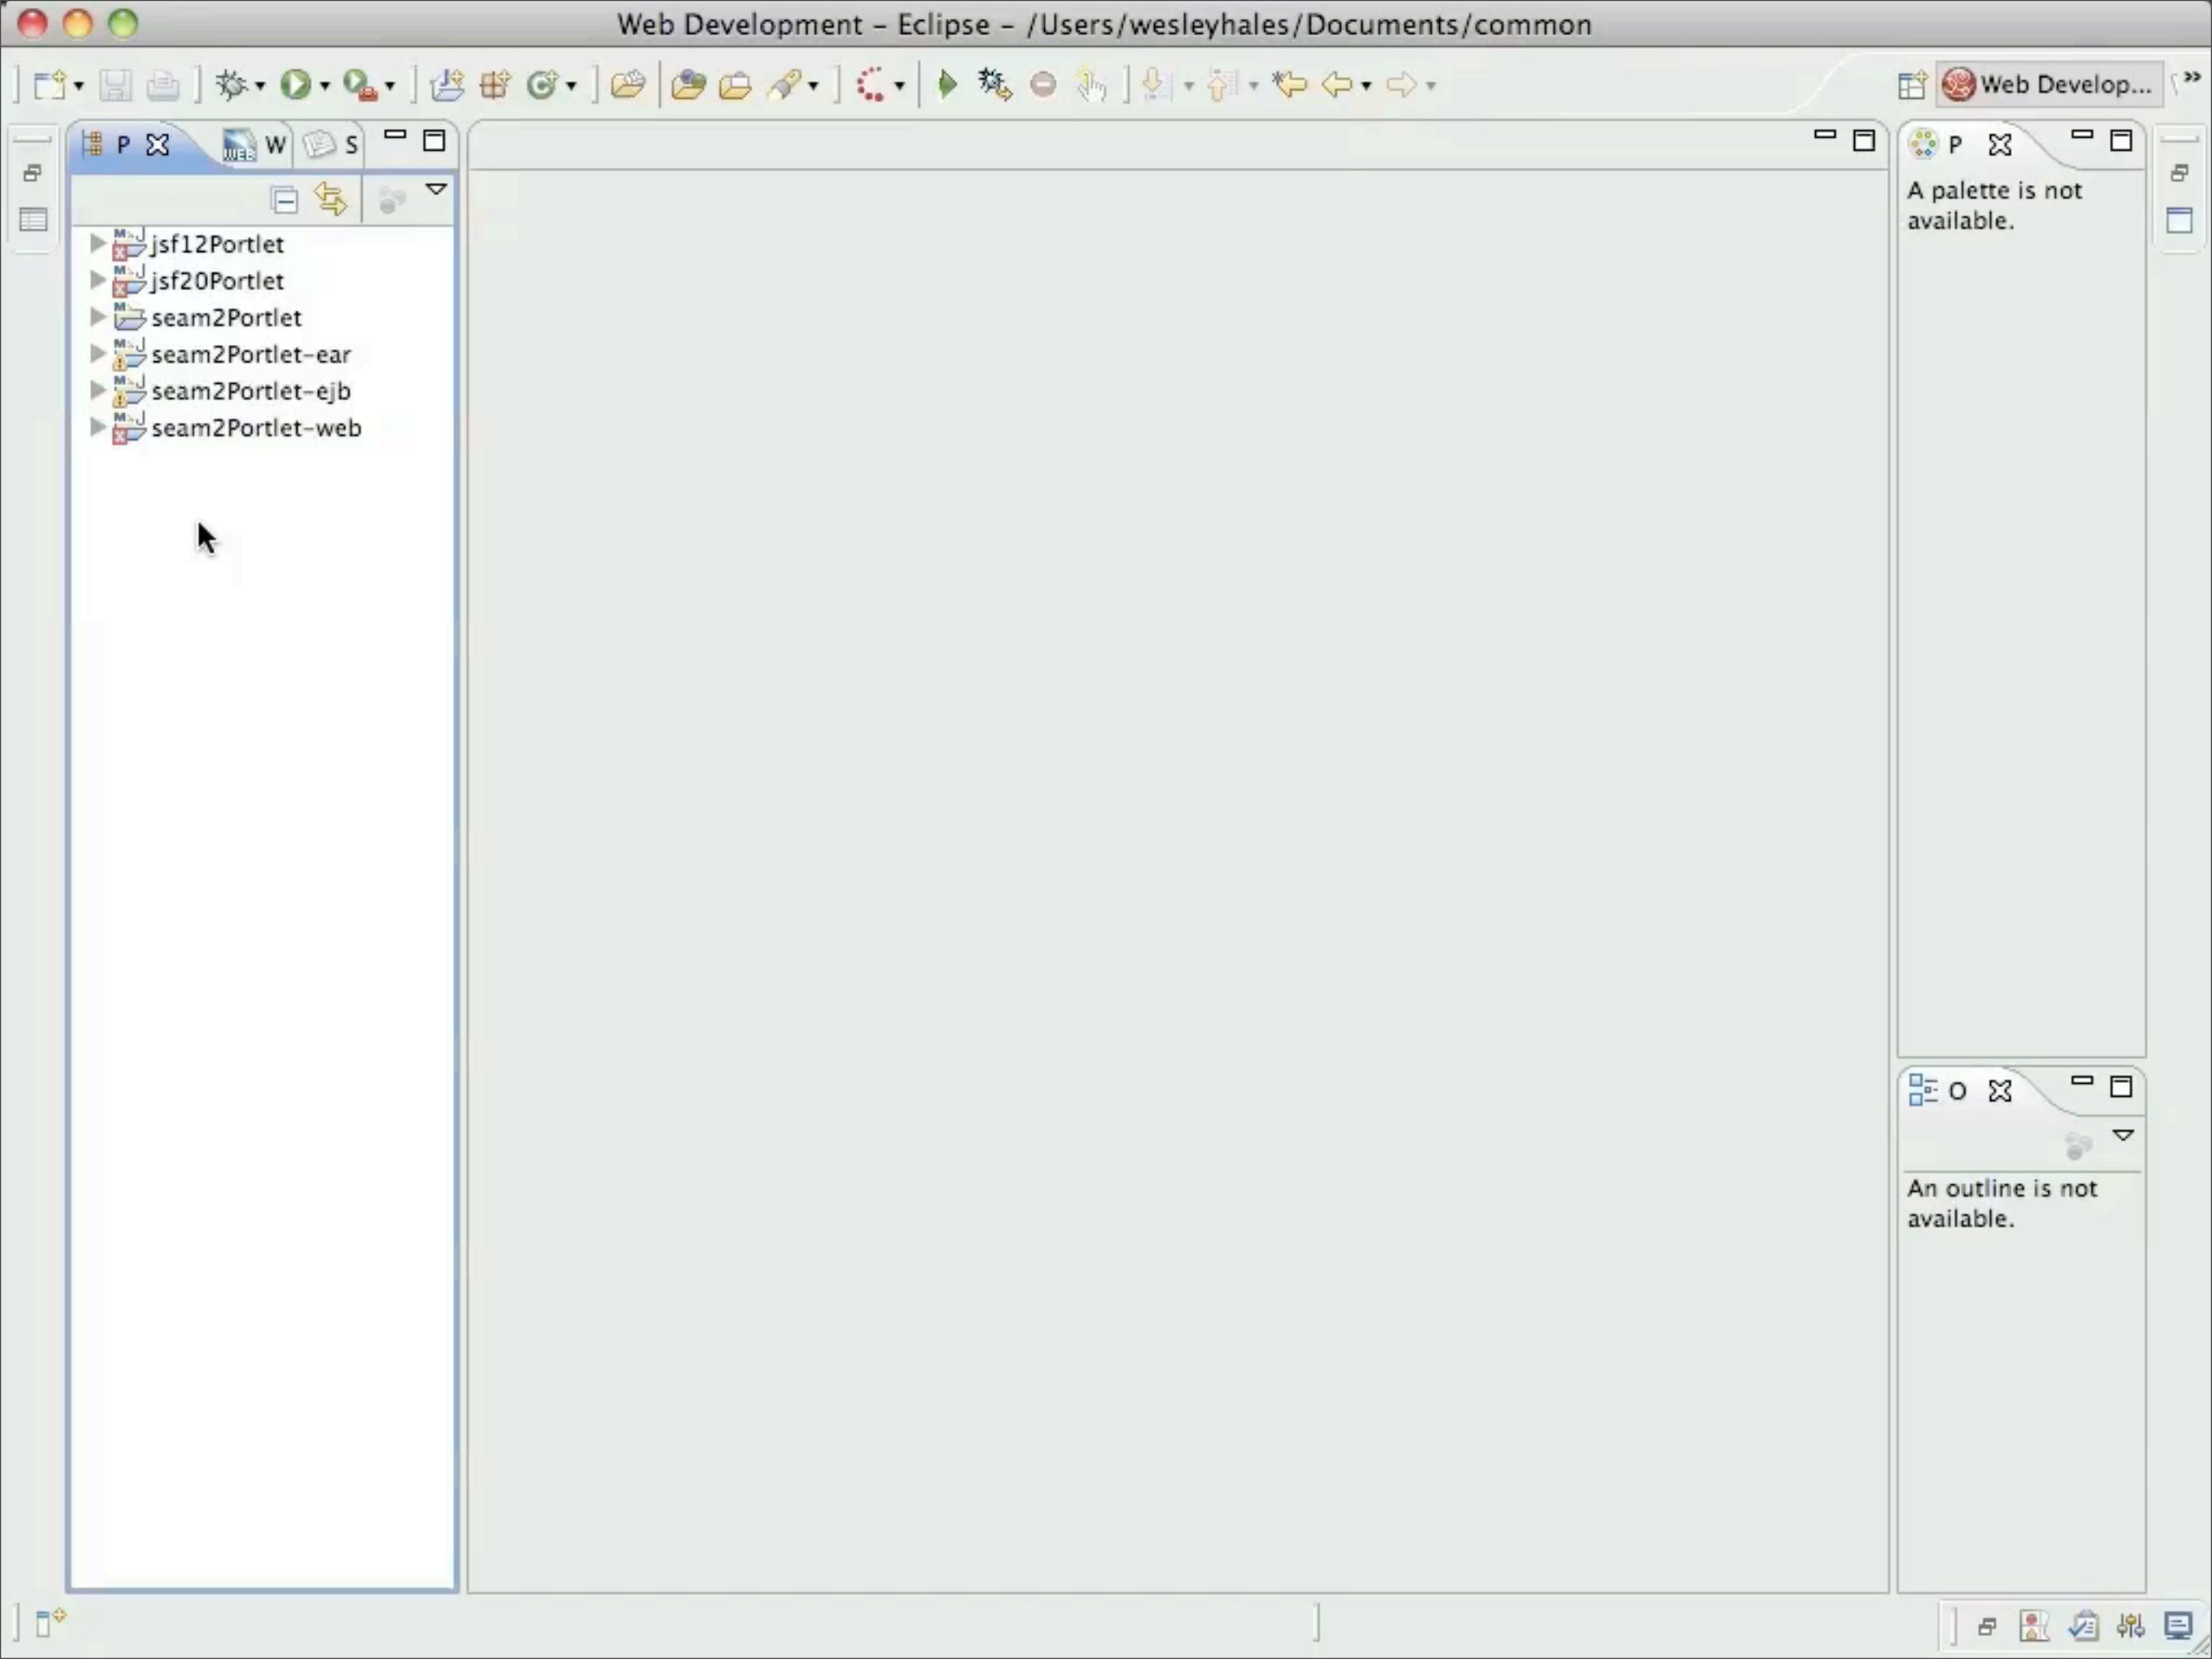 Web Development – Eclipse – /Users/wesleyhales/Documents/common
Web Develop...
P
W
S
P
A palette is not
available.
jsf12Portlet
jsf20Portlet
seam2Portlet
seam2Portlet-ear
seam2Portlet-ejb
seam2Portlet-web
O
An outline is not
available.